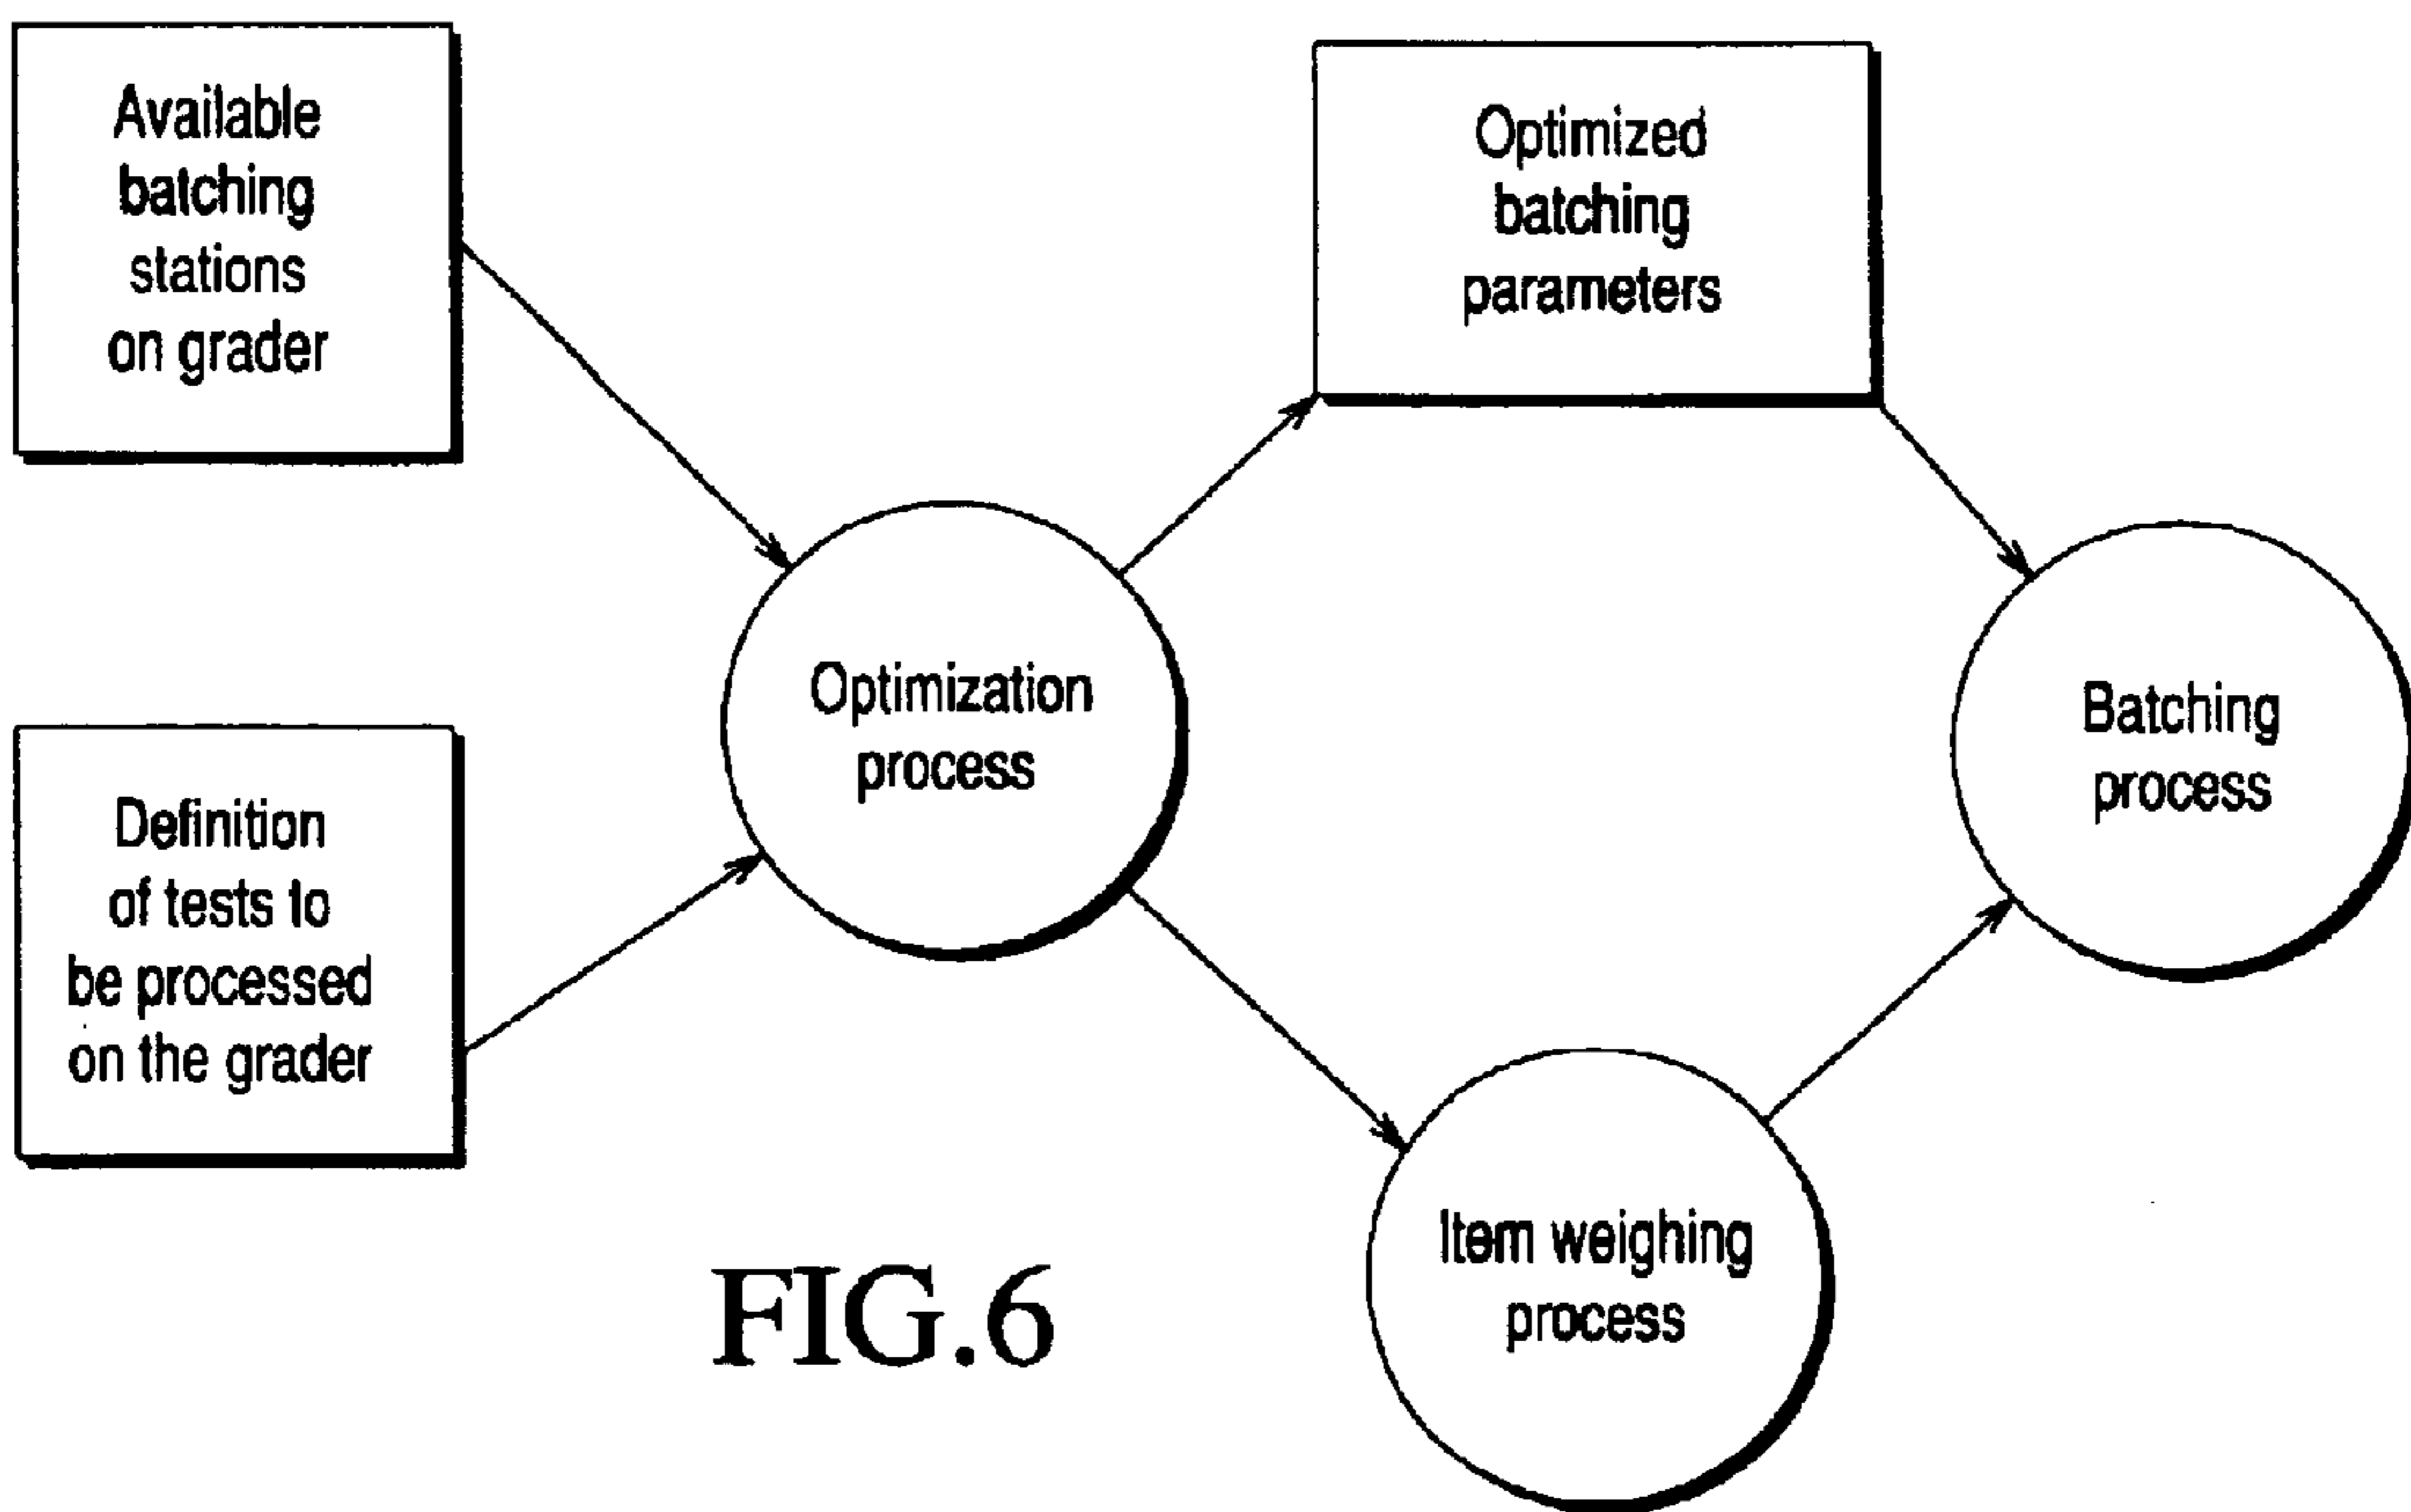 Available
batching
stations
on grader
Optimized
batching
parameters
Optimization
process
Batching
process
Definition
of tests to
be processed
on the grader
Item weighing
process
FIG.6